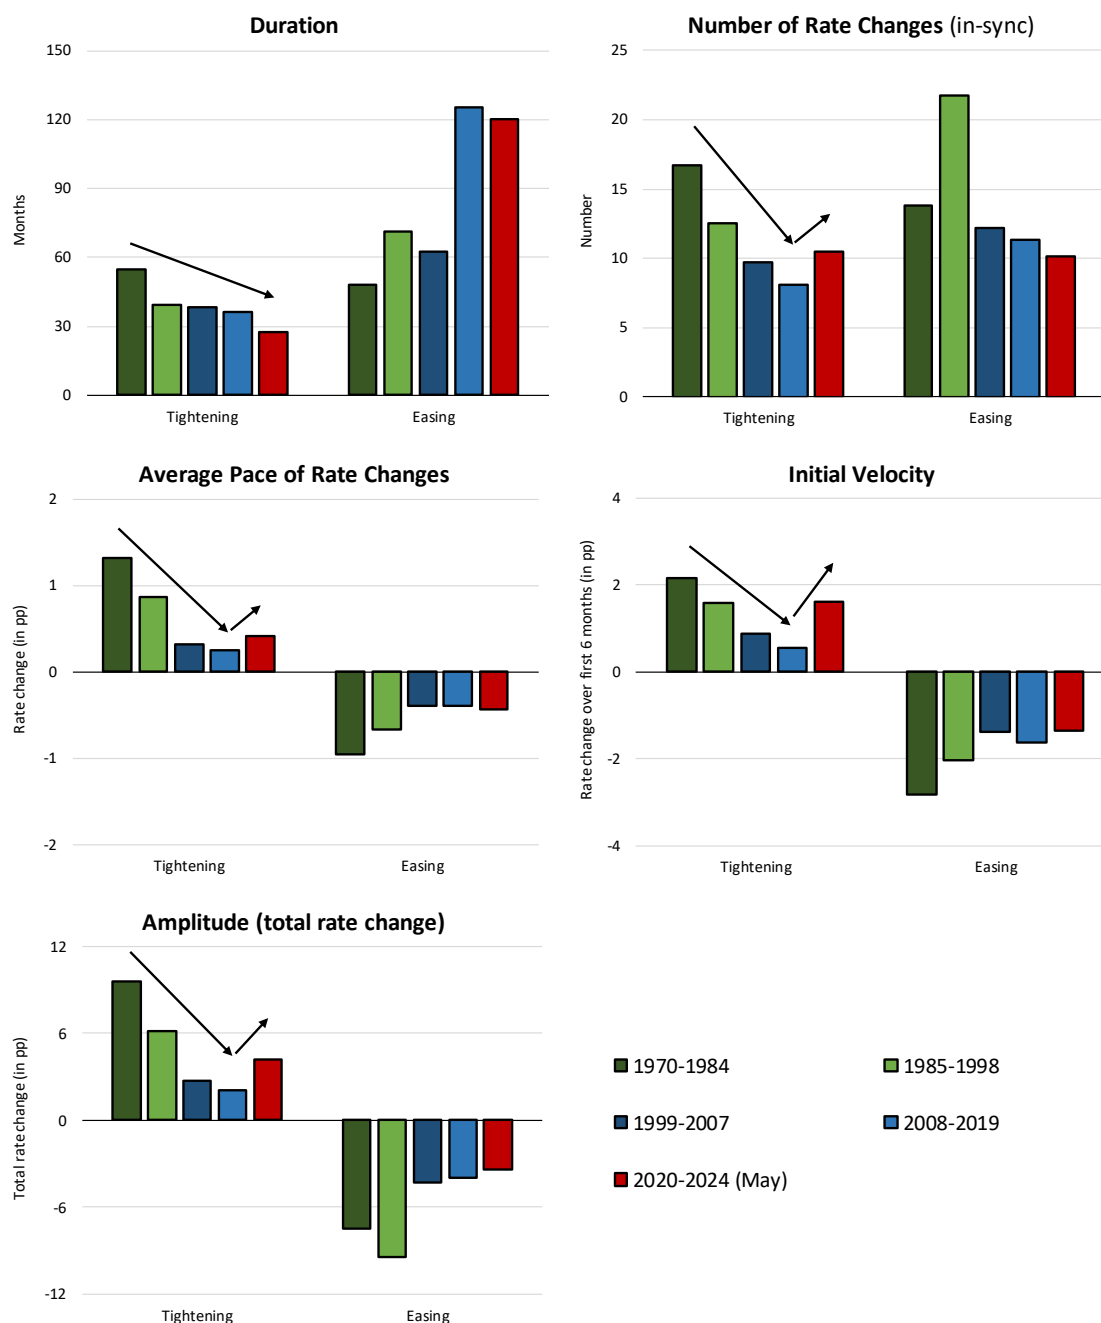 Duration
150
120
90
60
30
0
Months
Tightening
Easing
Number of Rate Changes (in-sync)
25
20
15
10
5
0
Number
Tightening
Easing
Average Pace of Rate Changes
2
1
0
-1
-2
Rate change (in pp)
Tightening
Easing
Initial Velocity
4
2
0
-2
-4
Rate change over first 6 months (in pp)
Tightening
Easing
Amplitude (total rate change)
12
6
0
-6
-12
Total rate change (in pp)
Tightening
Easing
1970-1984
1985-1998
1999-2007
2008-2019
2020-2024 (May)